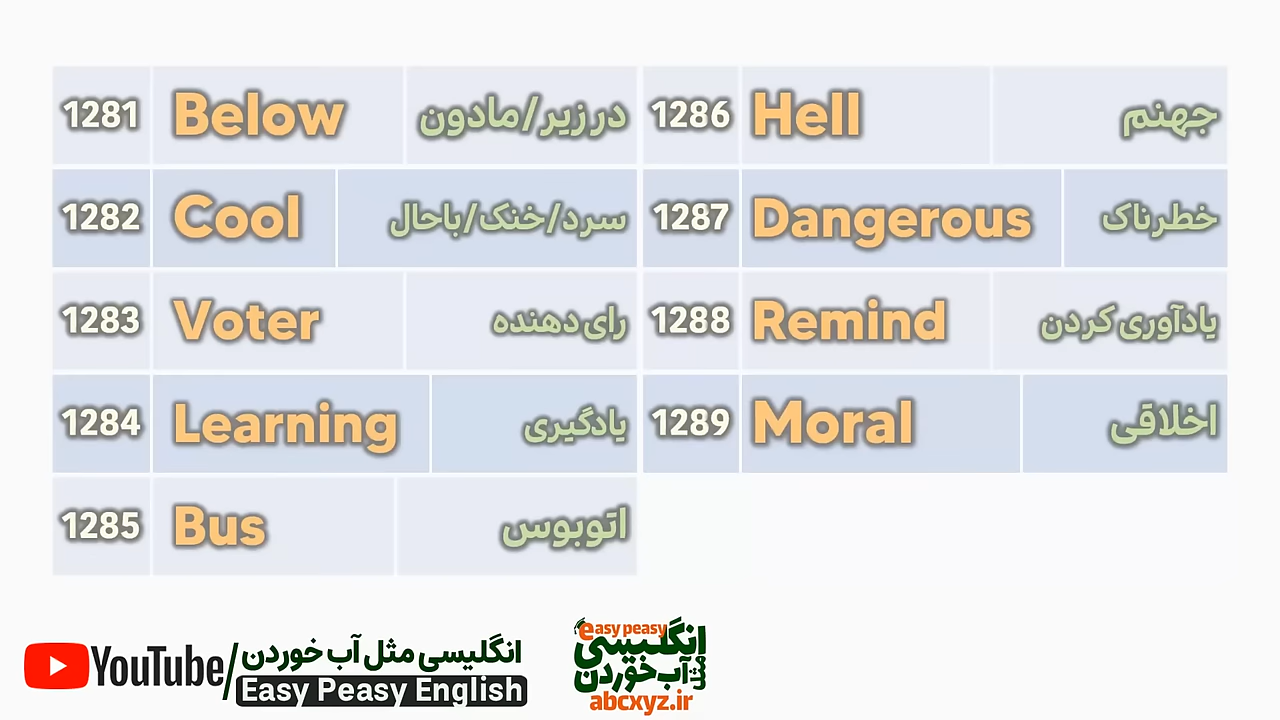 1281 Below در زیر/مادون
1282 Cool سرد/خنک/باحال
1283 Voter رای دهنده
1284 Learning یادگیری
1285 Bus اتوبوس
1286 Hell جهنم
1287 Dangerous خطرناک
1288 Remind یادآوری کردن
1289 Moral اخلاقی
YouTube/انگلیسی مثل آب خوردن
Easy Peasy English
easy peasy
انگلیسی
مثل آب خوردن
abcxyz.ir